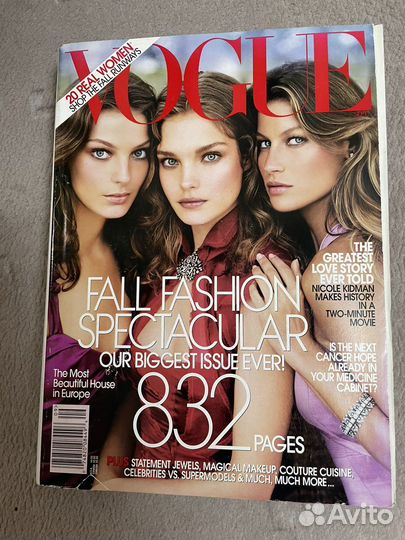 VOGUE
20 REAL WOMEN
SHOP THE FALL RUNWAYS
THE
GREATEST
LOVE STORY
EVER TOLD
NICOLE KIDMAN
MAKES HISTORY
IN A
TWO-MINUTE
MOVIE
FALL FASHION
SPECTACULAR
OUR BIGGEST ISSUE EVER!
832
PAGES
IS THE NEXT
CANCER HOPE
ALREADY IN
YOUR MEDICINE
CABINET?
The Most
Beautiful House
in Europe
PLUS STATEMENT JEWELS, MAGICAL MAKEUP, COUTURE CUISINE,
CELEBRITIES VS. SUPERMODELS & MUCH, MUCH MORE...
Avito